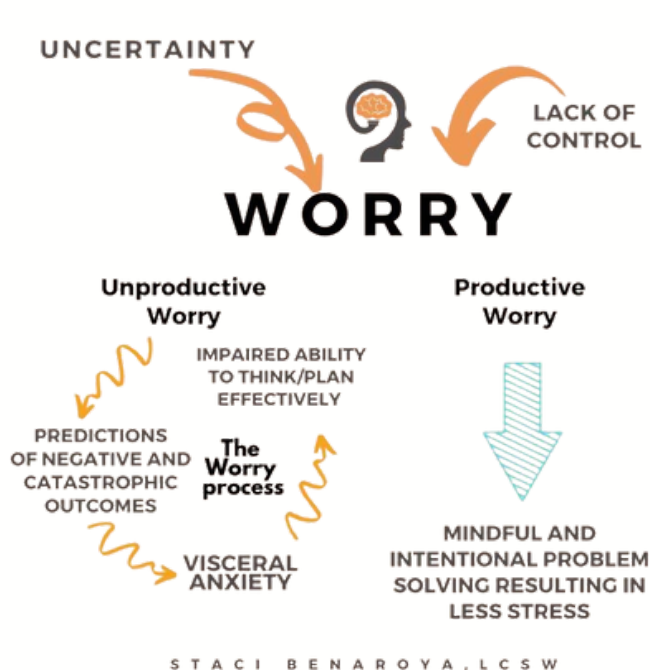 UNCERTAINTY
LACK OF
CONTROL
WORRY
Unproductive
Worry
Productive
Worry
IMPAIRED ABILITY
TO THINK/PLAN
EFFECTIVELY
PREDICTIONS
OF NEGATIVE AND
CATASTROPHIC
OUTCOMES
The
Worry
process
VISCERAL
ANXIETY
MINDFUL AND
INTENTIONAL PROBLEM
SOLVING RESULTING IN
LESS STRESS
STACI BENAROYA,LCSW